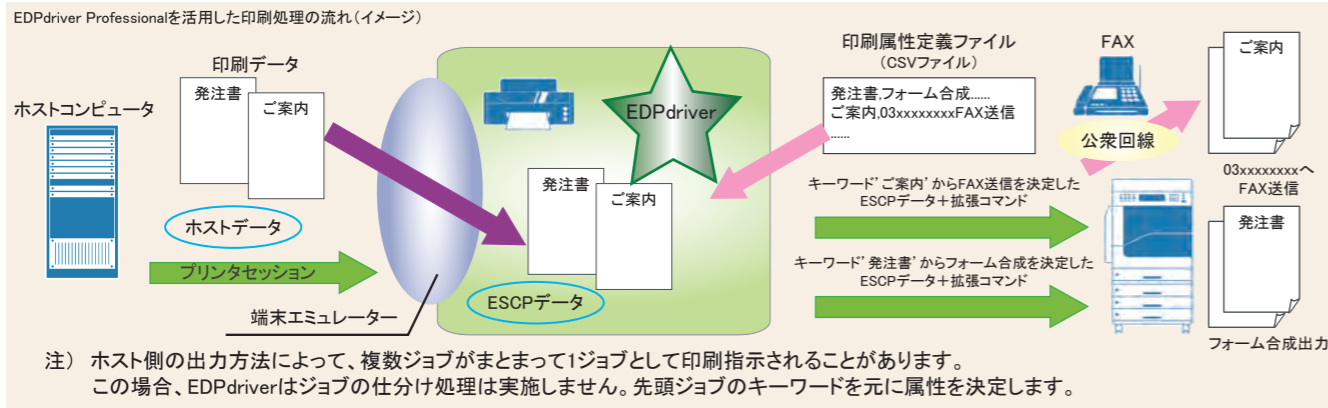 EDPdriver Professionalを活用した印刷処理の流れ(イメージ)
ホストコンピュータ
印刷データ
発注書
ご案内
ホストデータ
プリンタセッション
端末エミュレーター
EDPdriver
発注書
ご案内
ESCPデータ
印刷属性定義ファイル
(CSVファイル)
発注書,フォーム合成……
ご案内,03xxxxxxxxFAX送信
……
キーワード’ご案内’からFAX送信を決定した
ESCPデータ+拡張コマンド
キーワード’発注書’からフォーム合成を決定した
ESCPデータ+拡張コマンド
FAX
公衆回線
ご案内
03xxxxxxxxへ
FAX送信
発注書
フォーム合成出力
注) ホスト側の出力方法によって、複数ジョブがまとまって1ジョブとして印刷指示されることがあります。
この場合、EDPdriverはジョブの仕分け処理は実施しません。先頭ジョブのキーワードを元に属性を決定します。